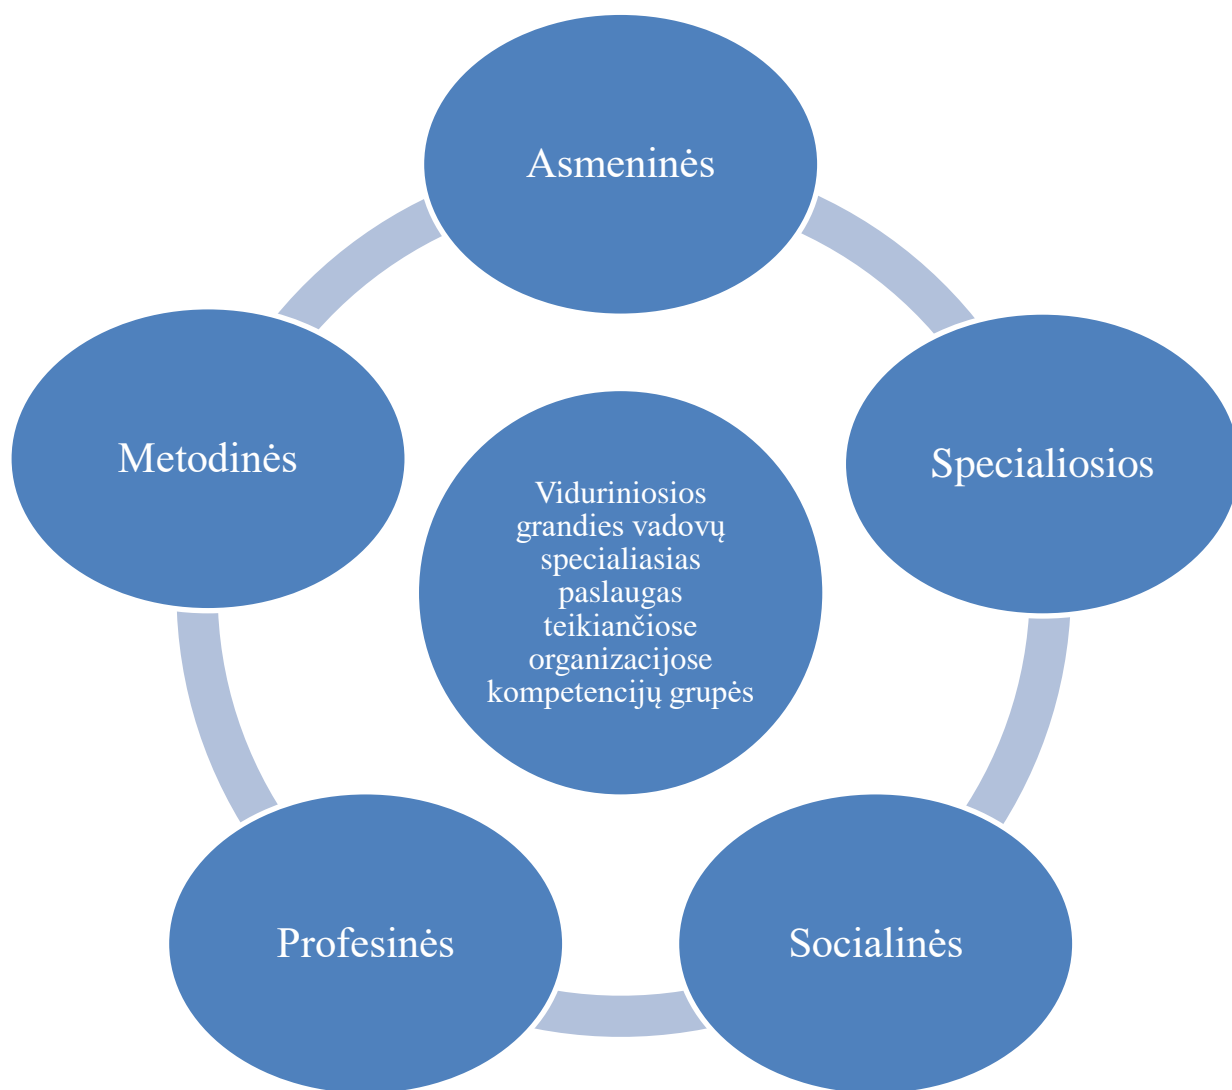 Asmeninės
Metodinės
Specialiosios
Viduriniosios
grandies vadovų
specialiasias
paslaugas
teikiančiose
organizacijose
kompetencijų grupės
Profesinės
Socialinės